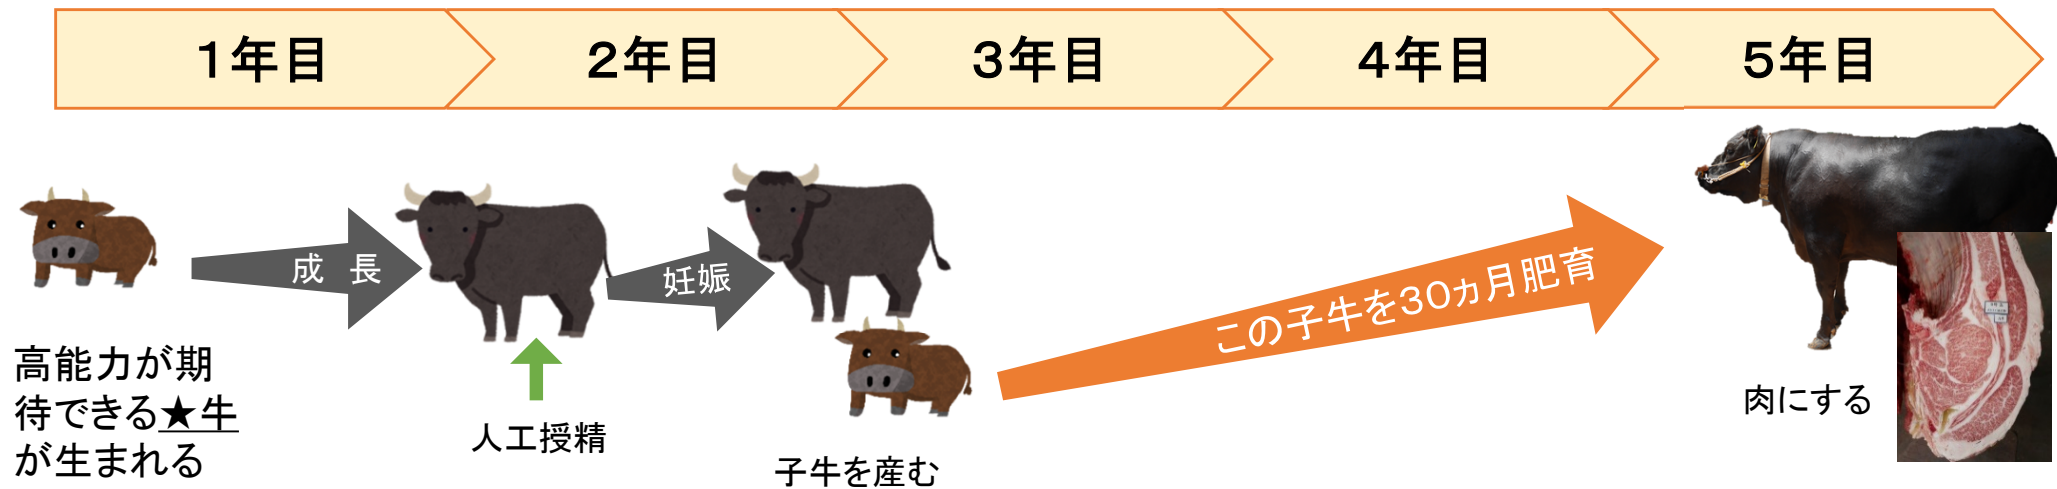 1年目
2年目
3年目
4年目
5年目
成 長
妊娠
この子牛を30ヵ月肥育
高能力が期
待できる★牛
が生まれる
人工授精
子牛を産む
肉にする